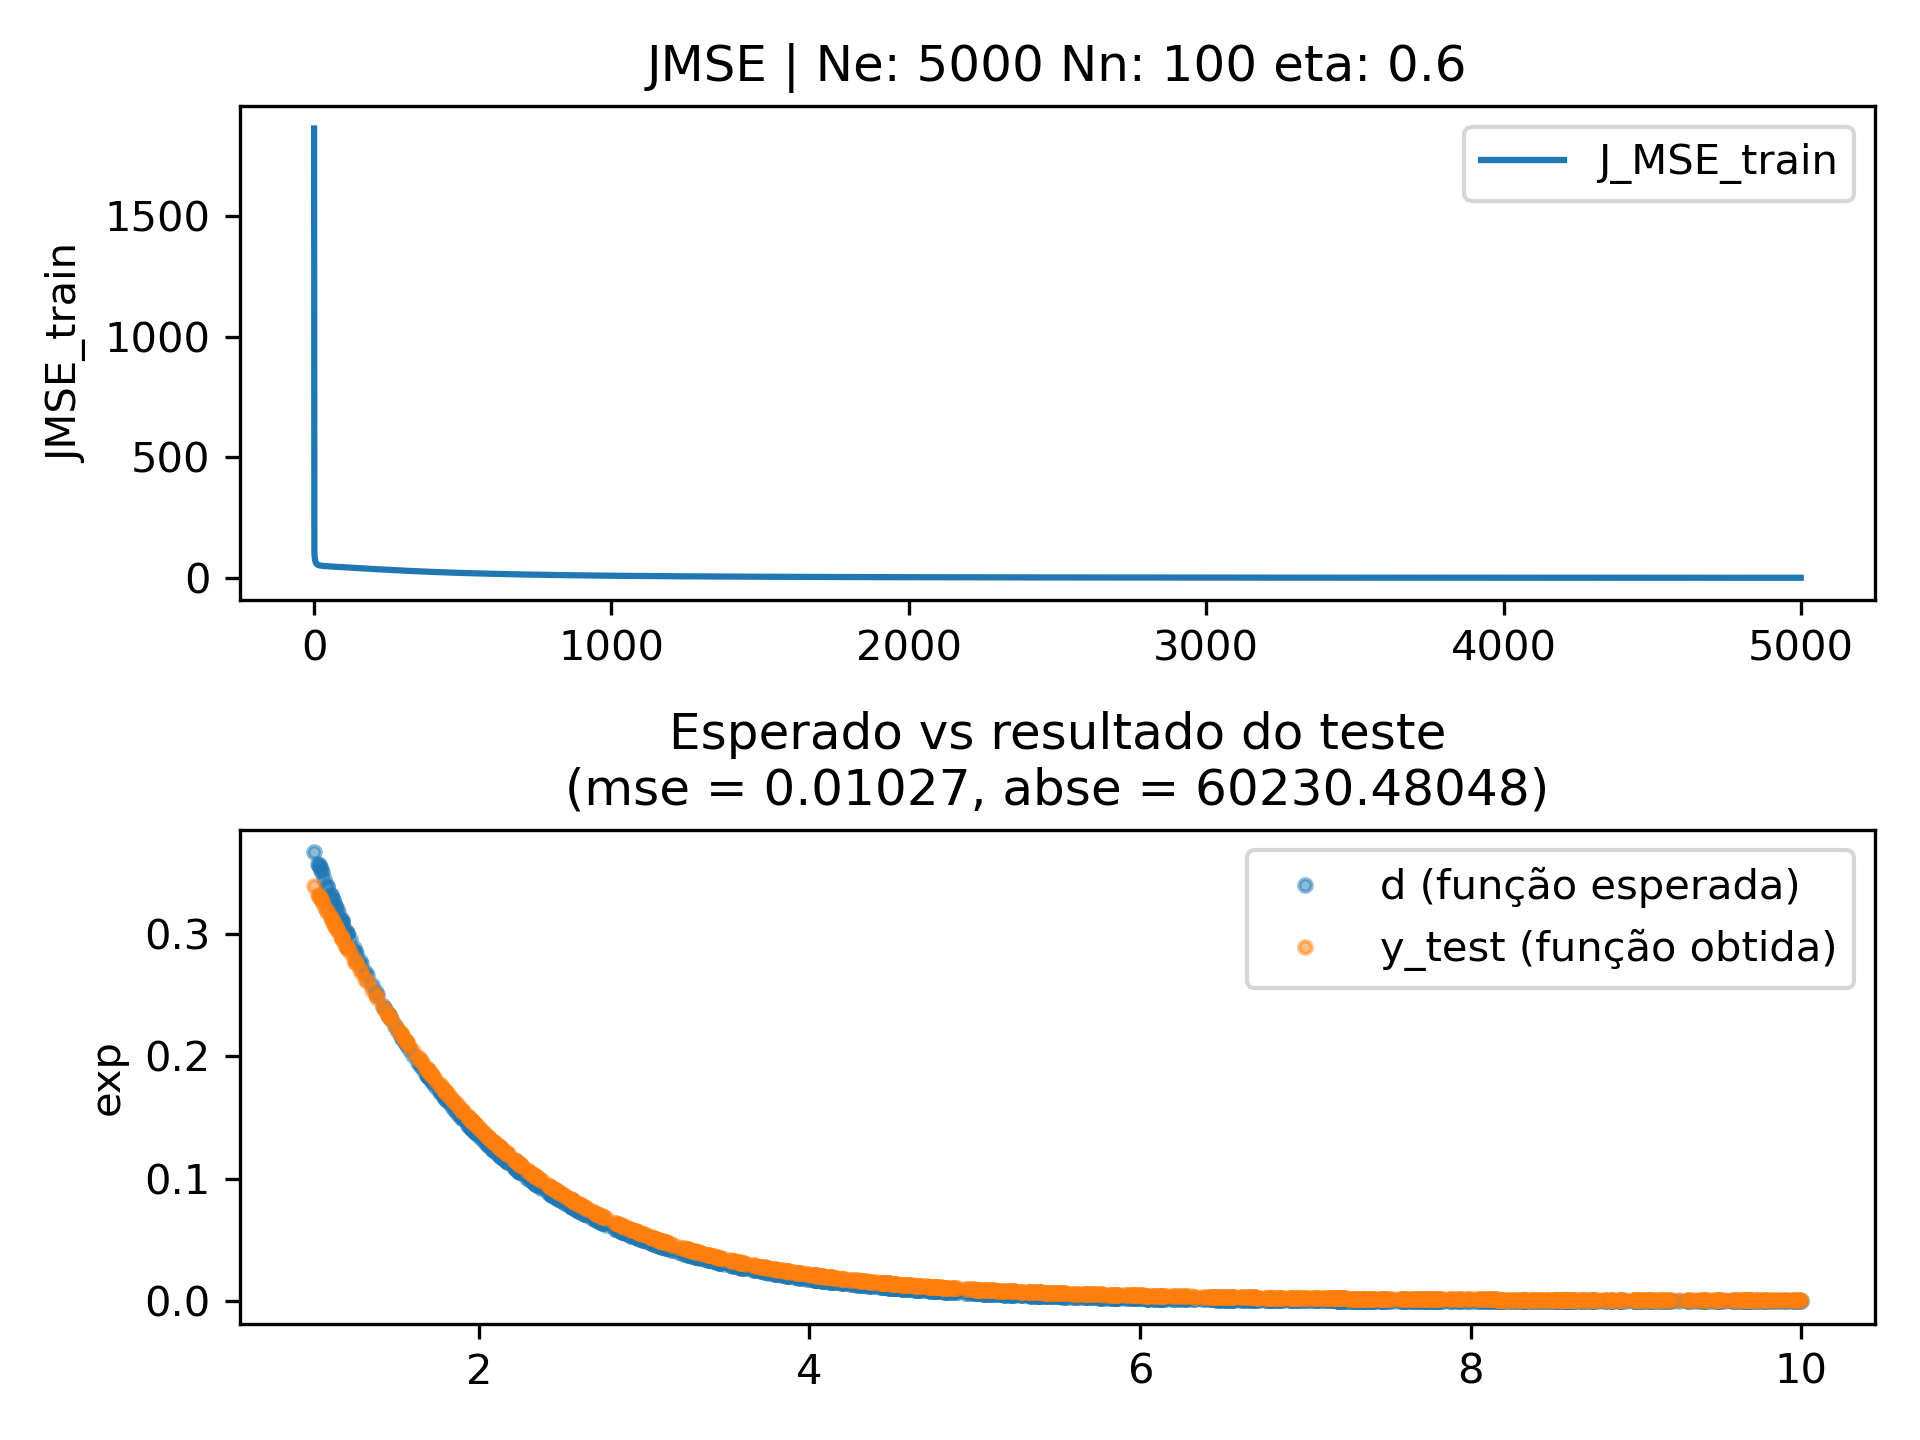 JMSE | Ne: 5000 Nn: 100 eta: 0.6
J_MSE_train
JMSE_train
1500
1000
500
0
0 1000 2000 3000 4000 5000
Esperado vs resultado do teste
(mse = 0.01027, abse = 60230.48048)
d (função esperada)
y_test (função obtida)
exp
0.3
0.2
0.1
0.0
2 4 6 8 10